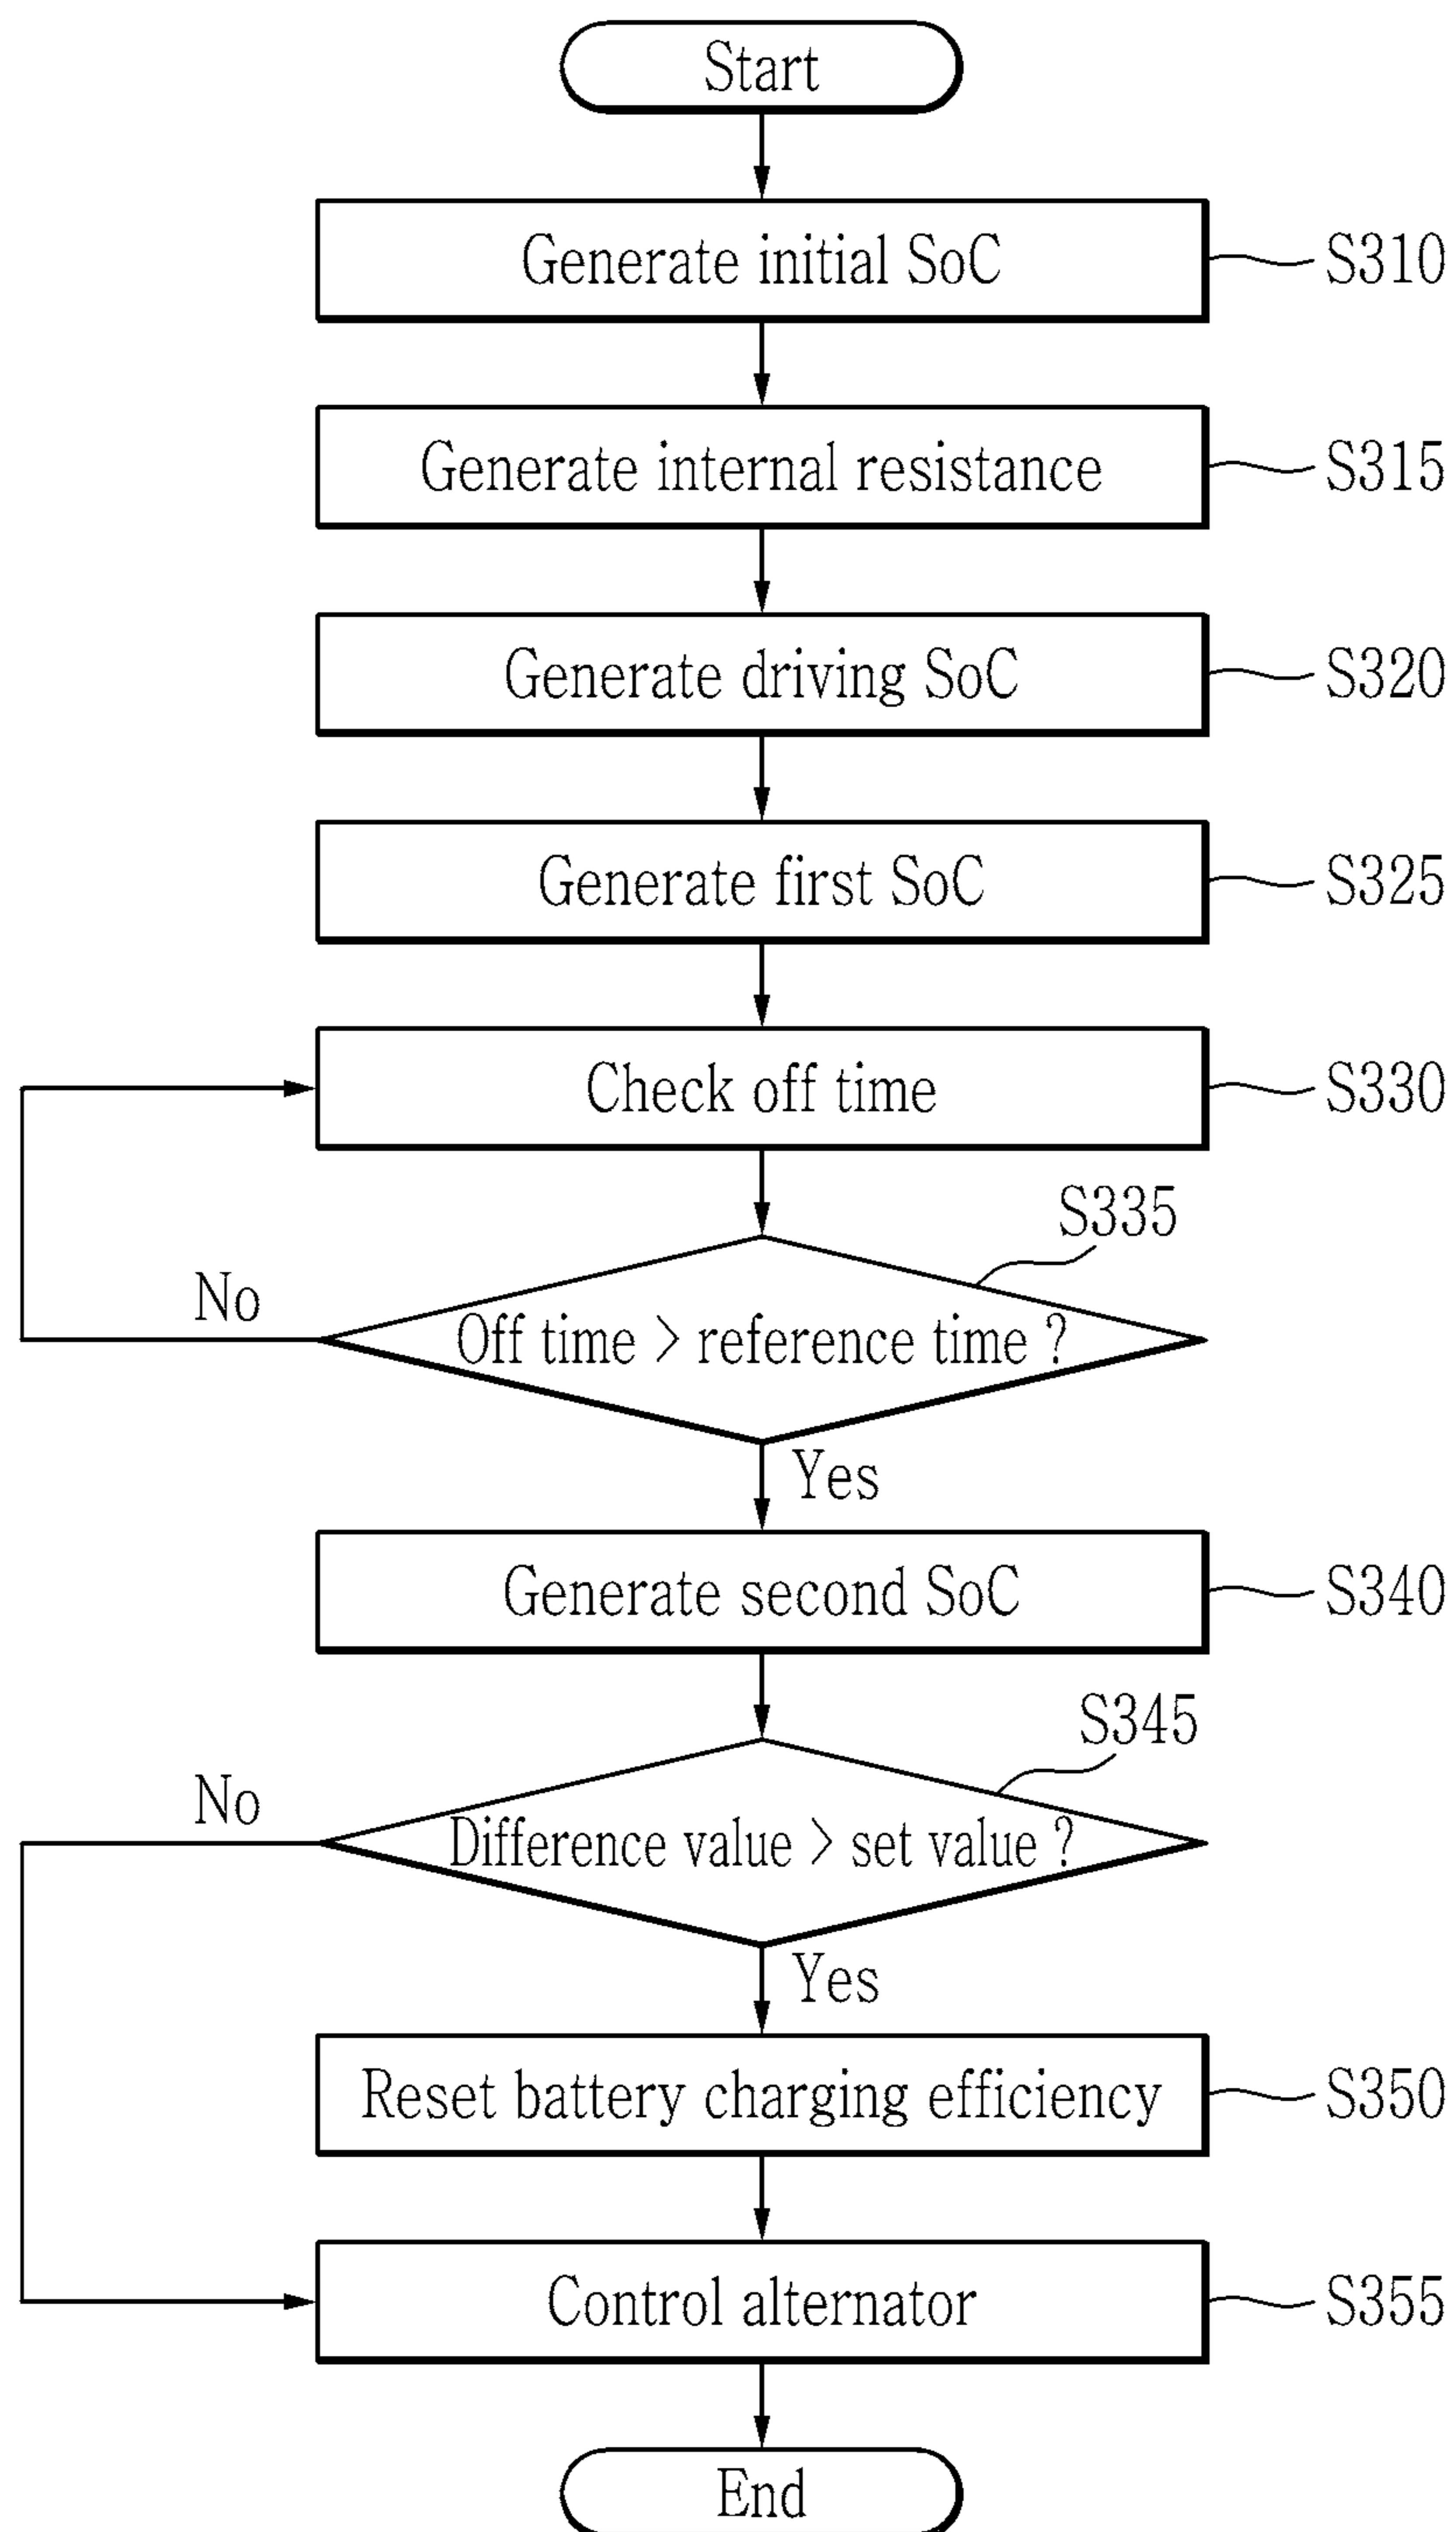 Start
Generate initial SoC
S310
Generate internal resistance
S315
Generate driving SoC
S320
Generate first SoC
S325
Check off time
S330
S335
No
Off time > reference time ?
Yes
Generate second SoC
S340
S345
No
Difference value > set value ?
Yes
Reset battery charging efficiency
S350
Control alternator
S355
End